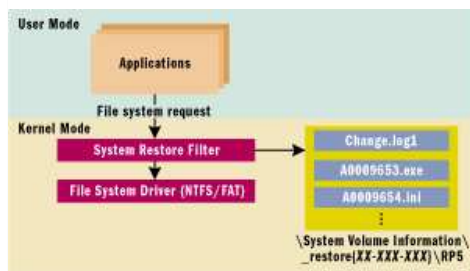 User Mode
Applications
File system request
Kernel Mode
System Restore Filter
File System Driver (NTFS/FAT)
Change.log1
A0009653.exe
A0009654.ini
\System Volume Information\
_restore(XX-XXX-XXX)\RP5